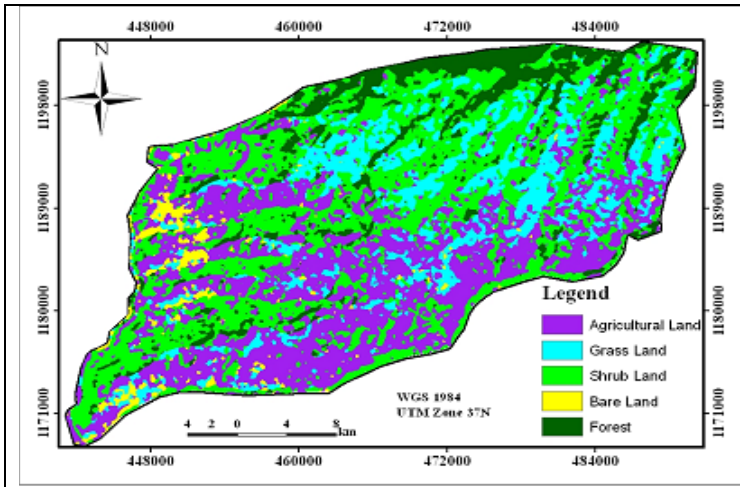 448000 460000 472000 484000
N
1198000 1198000
1189000 1189000
1180000 1180000
1171000 1171000
Legend
Agricultural Land
Grass Land
Shrub Land
Bare Land
Forest
WGS 1984
UTM Zone 37N
4 2 0 4 8
km
448000 460000 472000 484000